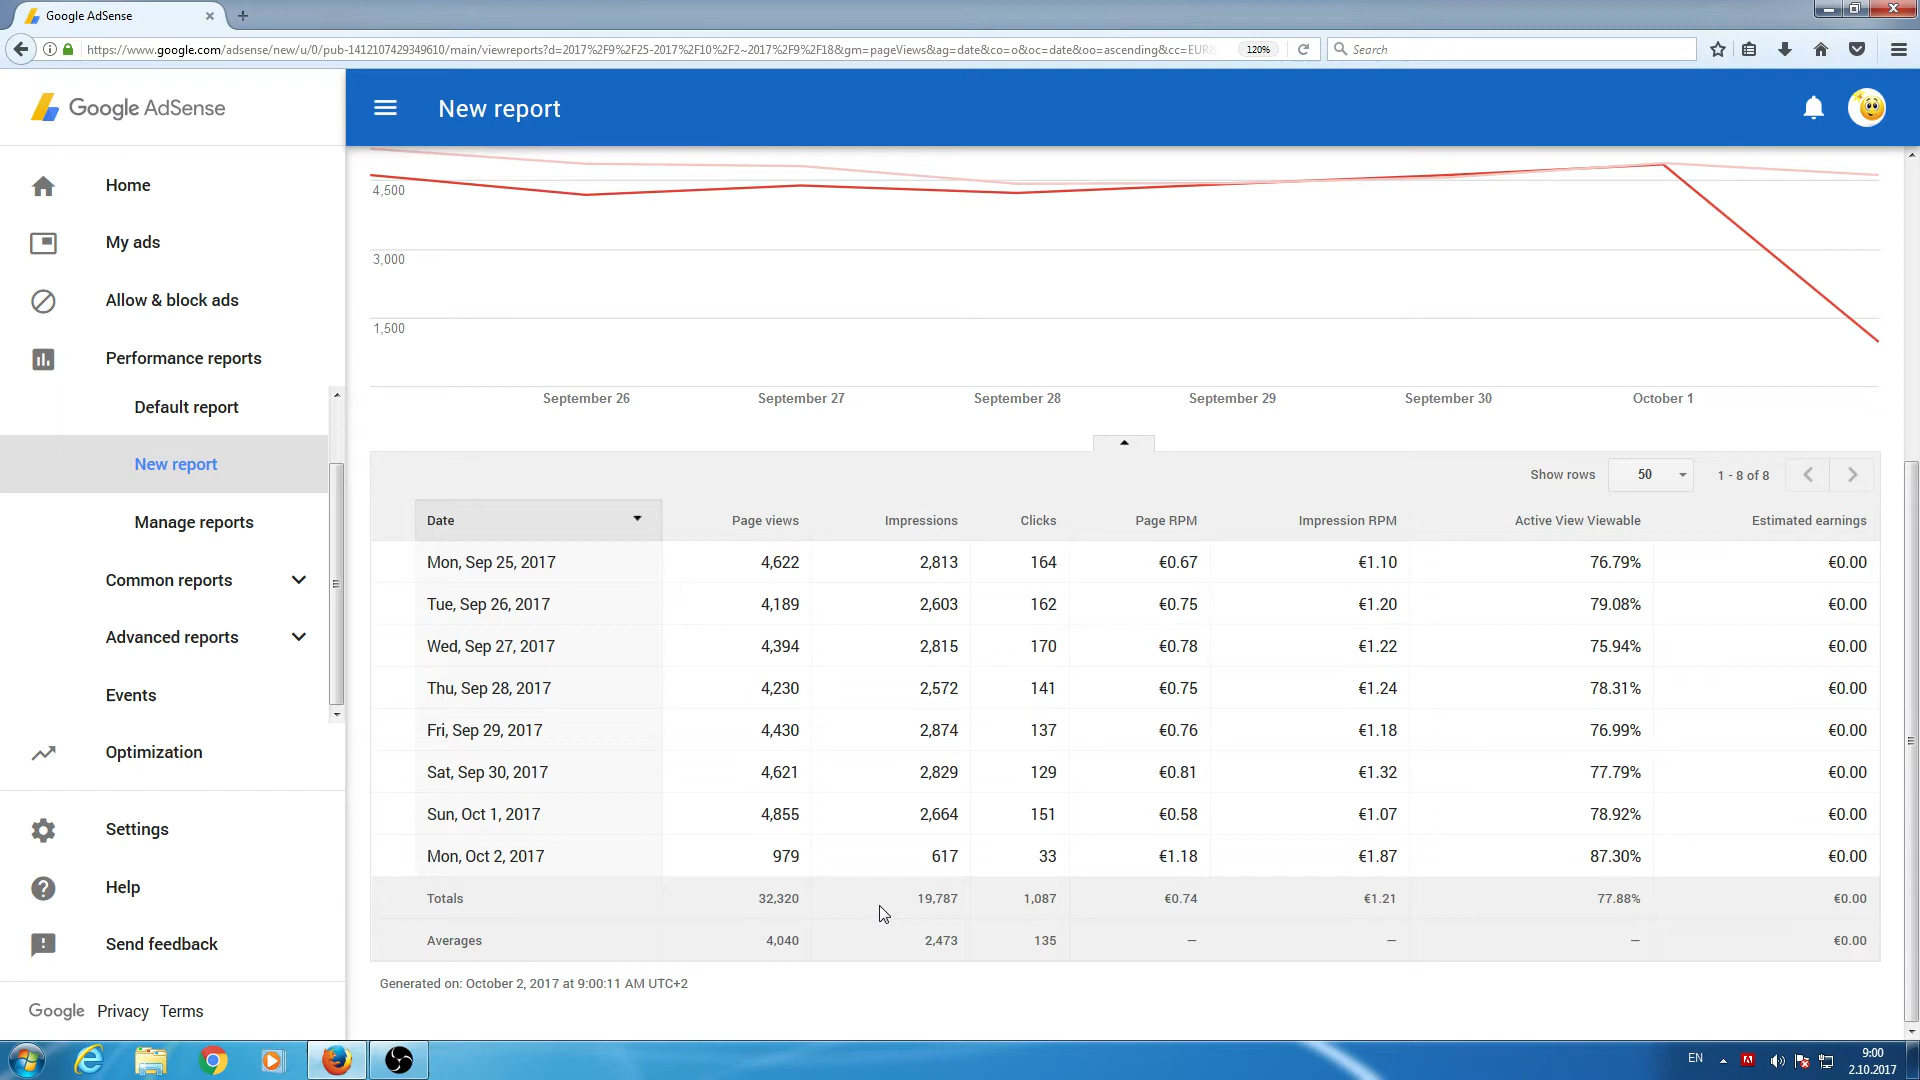 Google AdSense
https://www.google.com/adsense/new/u/0/pub-1412107429349610/main/viewreports?d=2017%2F9%2F25-2017%2F10%2F2~2017%2F9%2F18&gm=pageViews&ag=date&co=o&oc=date&oo=ascending&cc=EUR&
120%
Search
Google AdSense
New report
Home
My ads
Allow & block ads
Performance reports
Default report
New report
Manage reports
Common reports
Advanced reports
Events
Optimization
Settings
Help
Send feedback
Google Privacy Terms
4,500
3,000
1,500
September 26 September 27 September 28 September 29 September 30 October 1
Show rows 50 1 - 8 of 8
Date Page views Impressions Clicks Page RPM Impression RPM Active View Viewable Estimated earnings
Mon, Sep 25, 2017 4,622 2,813 164 €0.67 €1.10 76.79% €0.00
Tue, Sep 26, 2017 4,189 2,603 162 €0.75 €1.20 79.08% €0.00
Wed, Sep 27, 2017 4,394 2,815 170 €0.78 €1.22 75.94% €0.00
Thu, Sep 28, 2017 4,230 2,572 141 €0.75 €1.24 78.31% €0.00
Fri, Sep 29, 2017 4,430 2,874 137 €0.76 €1.18 76.99% €0.00
Sat, Sep 30, 2017 4,621 2,829 129 €0.81 €1.32 77.79% €0.00
Sun, Oct 1, 2017 4,855 2,664 151 €0.58 €1.07 78.92% €0.00
Mon, Oct 2, 2017 979 617 33 €1.18 €1.87 87.30% €0.00
Totals 32,320 19,787 1,087 €0.74 €1.21 77.88% €0.00
Averages 4,040 2,473 135 — — — €0.00
Generated on: October 2, 2017 at 9:00:11 AM UTC+2
EN
9:00
2.10.2017